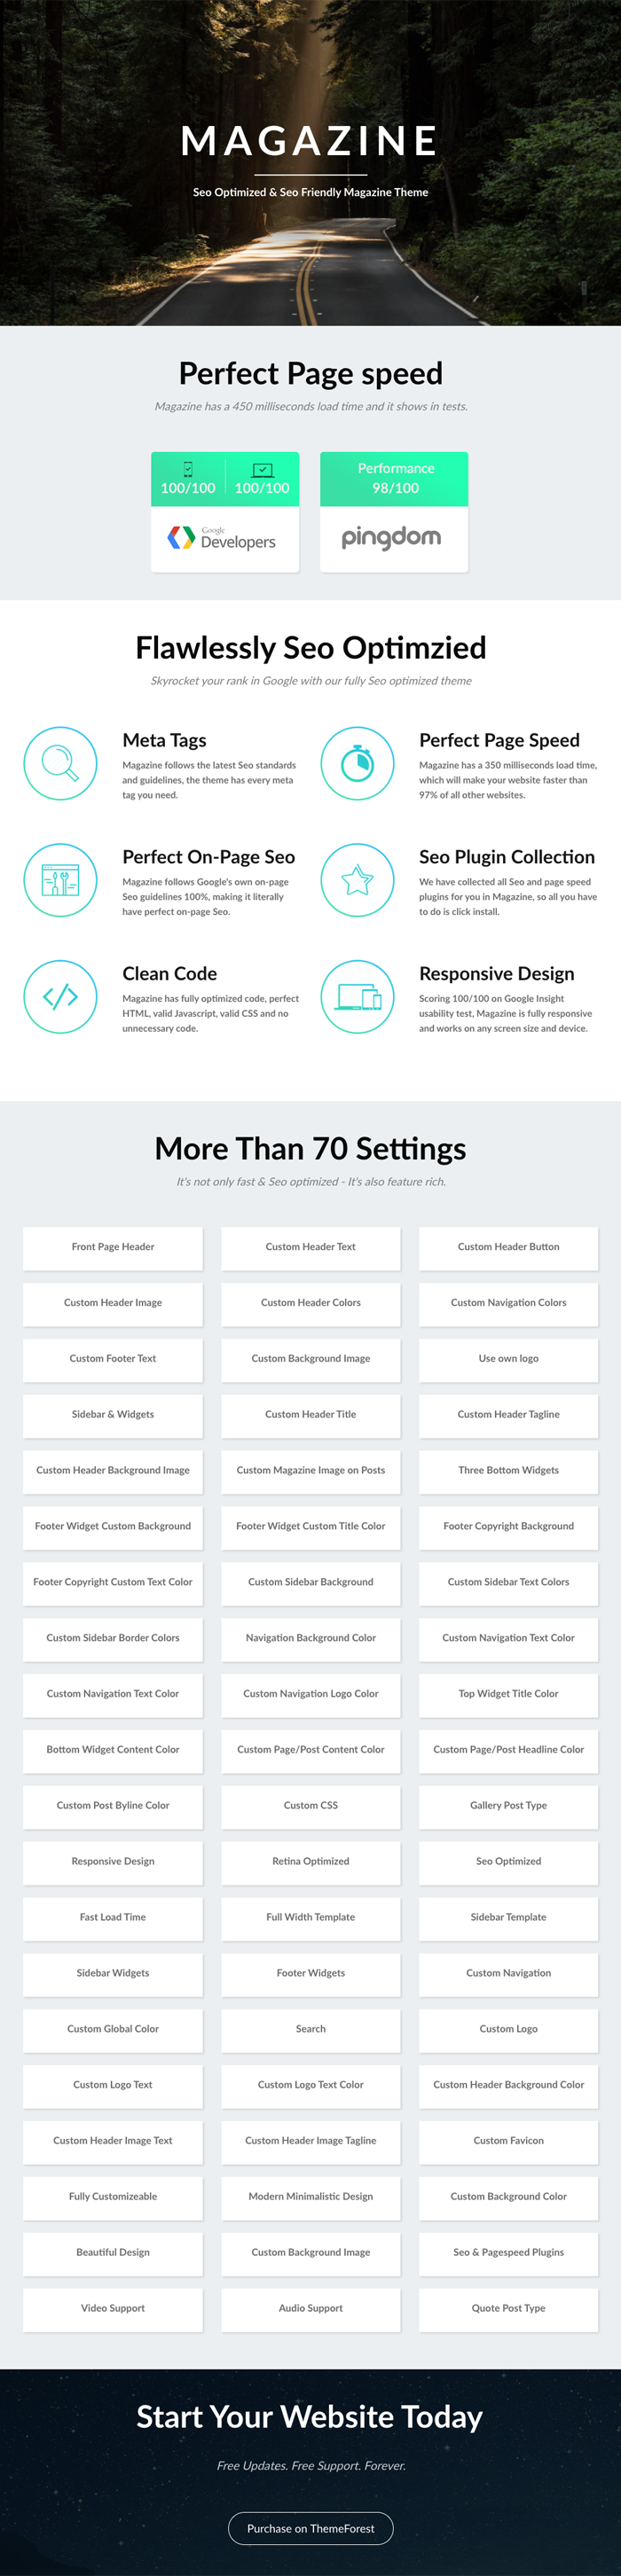 MAGAZINE
Seo Optimized & Seo Friendly Magazine Theme
Perfect Page speed
Magazine has a 450 milliseconds load time and it shows in tests.
100/100 100/100
Google
Developers
Performance
98/100
pingdom
Flawlessly Seo Optimzied
Skyrocket your rank in Google with our fully Seo optimized theme
Meta Tags
Magazine follows the latest Seo standards
and guidelines, the theme has every meta
tag you need.
Perfect Page Speed
Magazine has a 350 milliseconds load time,
which will make your website faster than
97% of all other websites.
Perfect On-Page Seo
Magazine follows Google's own on-page
Seo guidelines 100%, making it literally
have perfect on-page Seo.
Seo Plugin Collection
We have collected all Seo and page speed
plugins for you in Magazine, so all you have
to do is click install.
Clean Code
Magazine has fully optimized code, perfect
HTML, valid Javascript, valid CSS and no
unnecessary code.
Responsive Design
Scoring 100/100 on Google Insight
usability test, Magazine is fully responsive
and works on any screen size and device.
More Than 70 Settings
It's not only fast & Seo optimized - It's also feature rich.
Front Page Header
Custom Header Text
Custom Header Button
Custom Header Image
Custom Header Colors
Custom Navigation Colors
Custom Footer Text
Custom Background Image
Use own logo
Sidebar & Widgets
Custom Header Title
Custom Header Tagline
Custom Header Background Image
Custom Magazine Image on Posts
Three Bottom Widgets
Footer Widget Custom Background
Footer Widget Custom Title Color
Footer Copyright Background
Footer Copyright Custom Text Color
Custom Sidebar Background
Custom Sidebar Text Colors
Custom Sidebar Border Colors
Navigation Background Color
Custom Navigation Text Color
Custom Navigation Text Color
Custom Navigation Logo Color
Top Widget Title Color
Bottom Widget Content Color
Custom Page/Post Content Color
Custom Page/Post Headline Color
Custom Post Byline Color
Custom CSS
Gallery Post Type
Responsive Design
Retina Optimized
Seo Optimized
Fast Load Time
Full Width Template
Sidebar Template
Sidebar Widgets
Footer Widgets
Custom Navigation
Custom Global Color
Search
Custom Logo
Custom Logo Text
Custom Logo Text Color
Custom Header Background Color
Custom Header Image Text
Custom Header Image Tagline
Custom Favicon
Fully Customizeable
Modern Minimalistic Design
Custom Background Color
Beautiful Design
Custom Background Image
Seo & Pagespeed Plugins
Video Support
Audio Support
Quote Post Type
Start Your Website Today
Free Updates. Free Support. Forever.
Purchase on ThemeForest